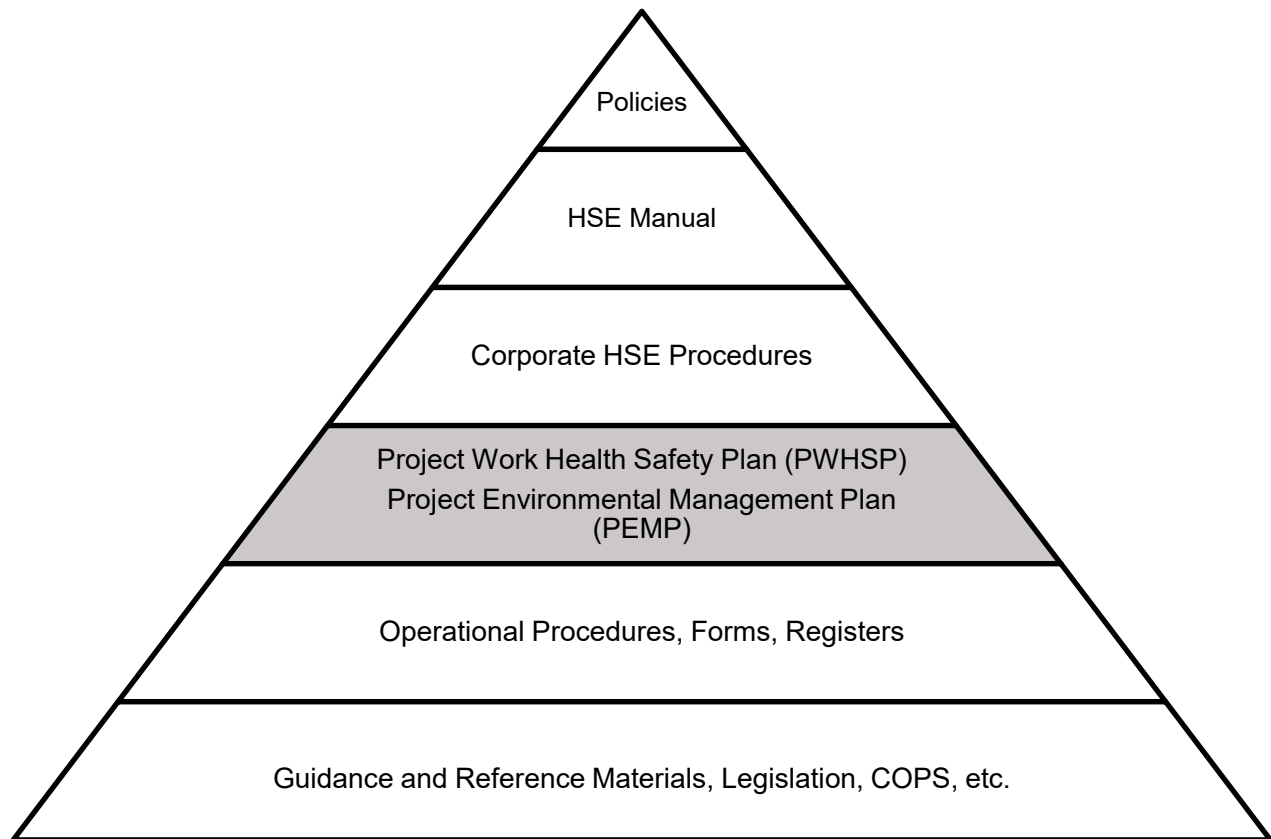 Policies
HSE Manual
Corporate HSE Procedures
Project Work Health Safety Plan (PWHSP)
Project Environmental Management Plan
(PEMP)
Operational Procedures, Forms, Registers
Guidance and Reference Materials, Legislation, COPS, etc.